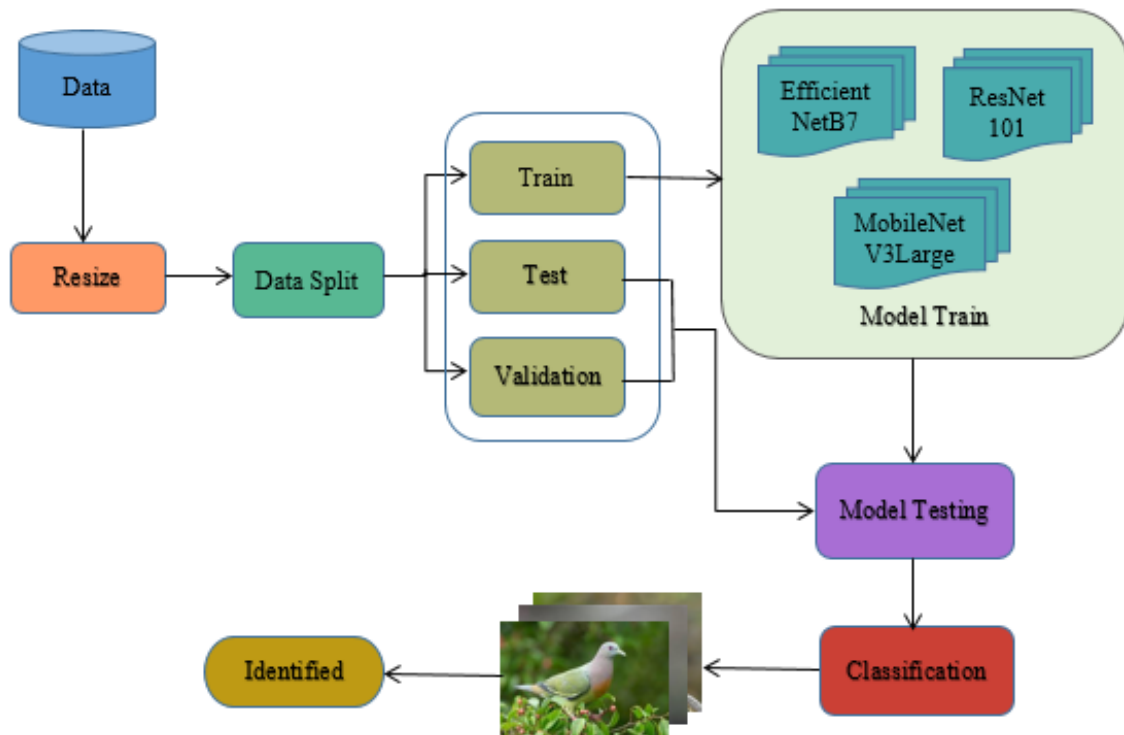 Data
Resize
Data Split
Train
Test
Validation
Efficient
NetB7
ResNet
101
MobileNet
V3Large
Model Train
Model Testing
Classification
Identified